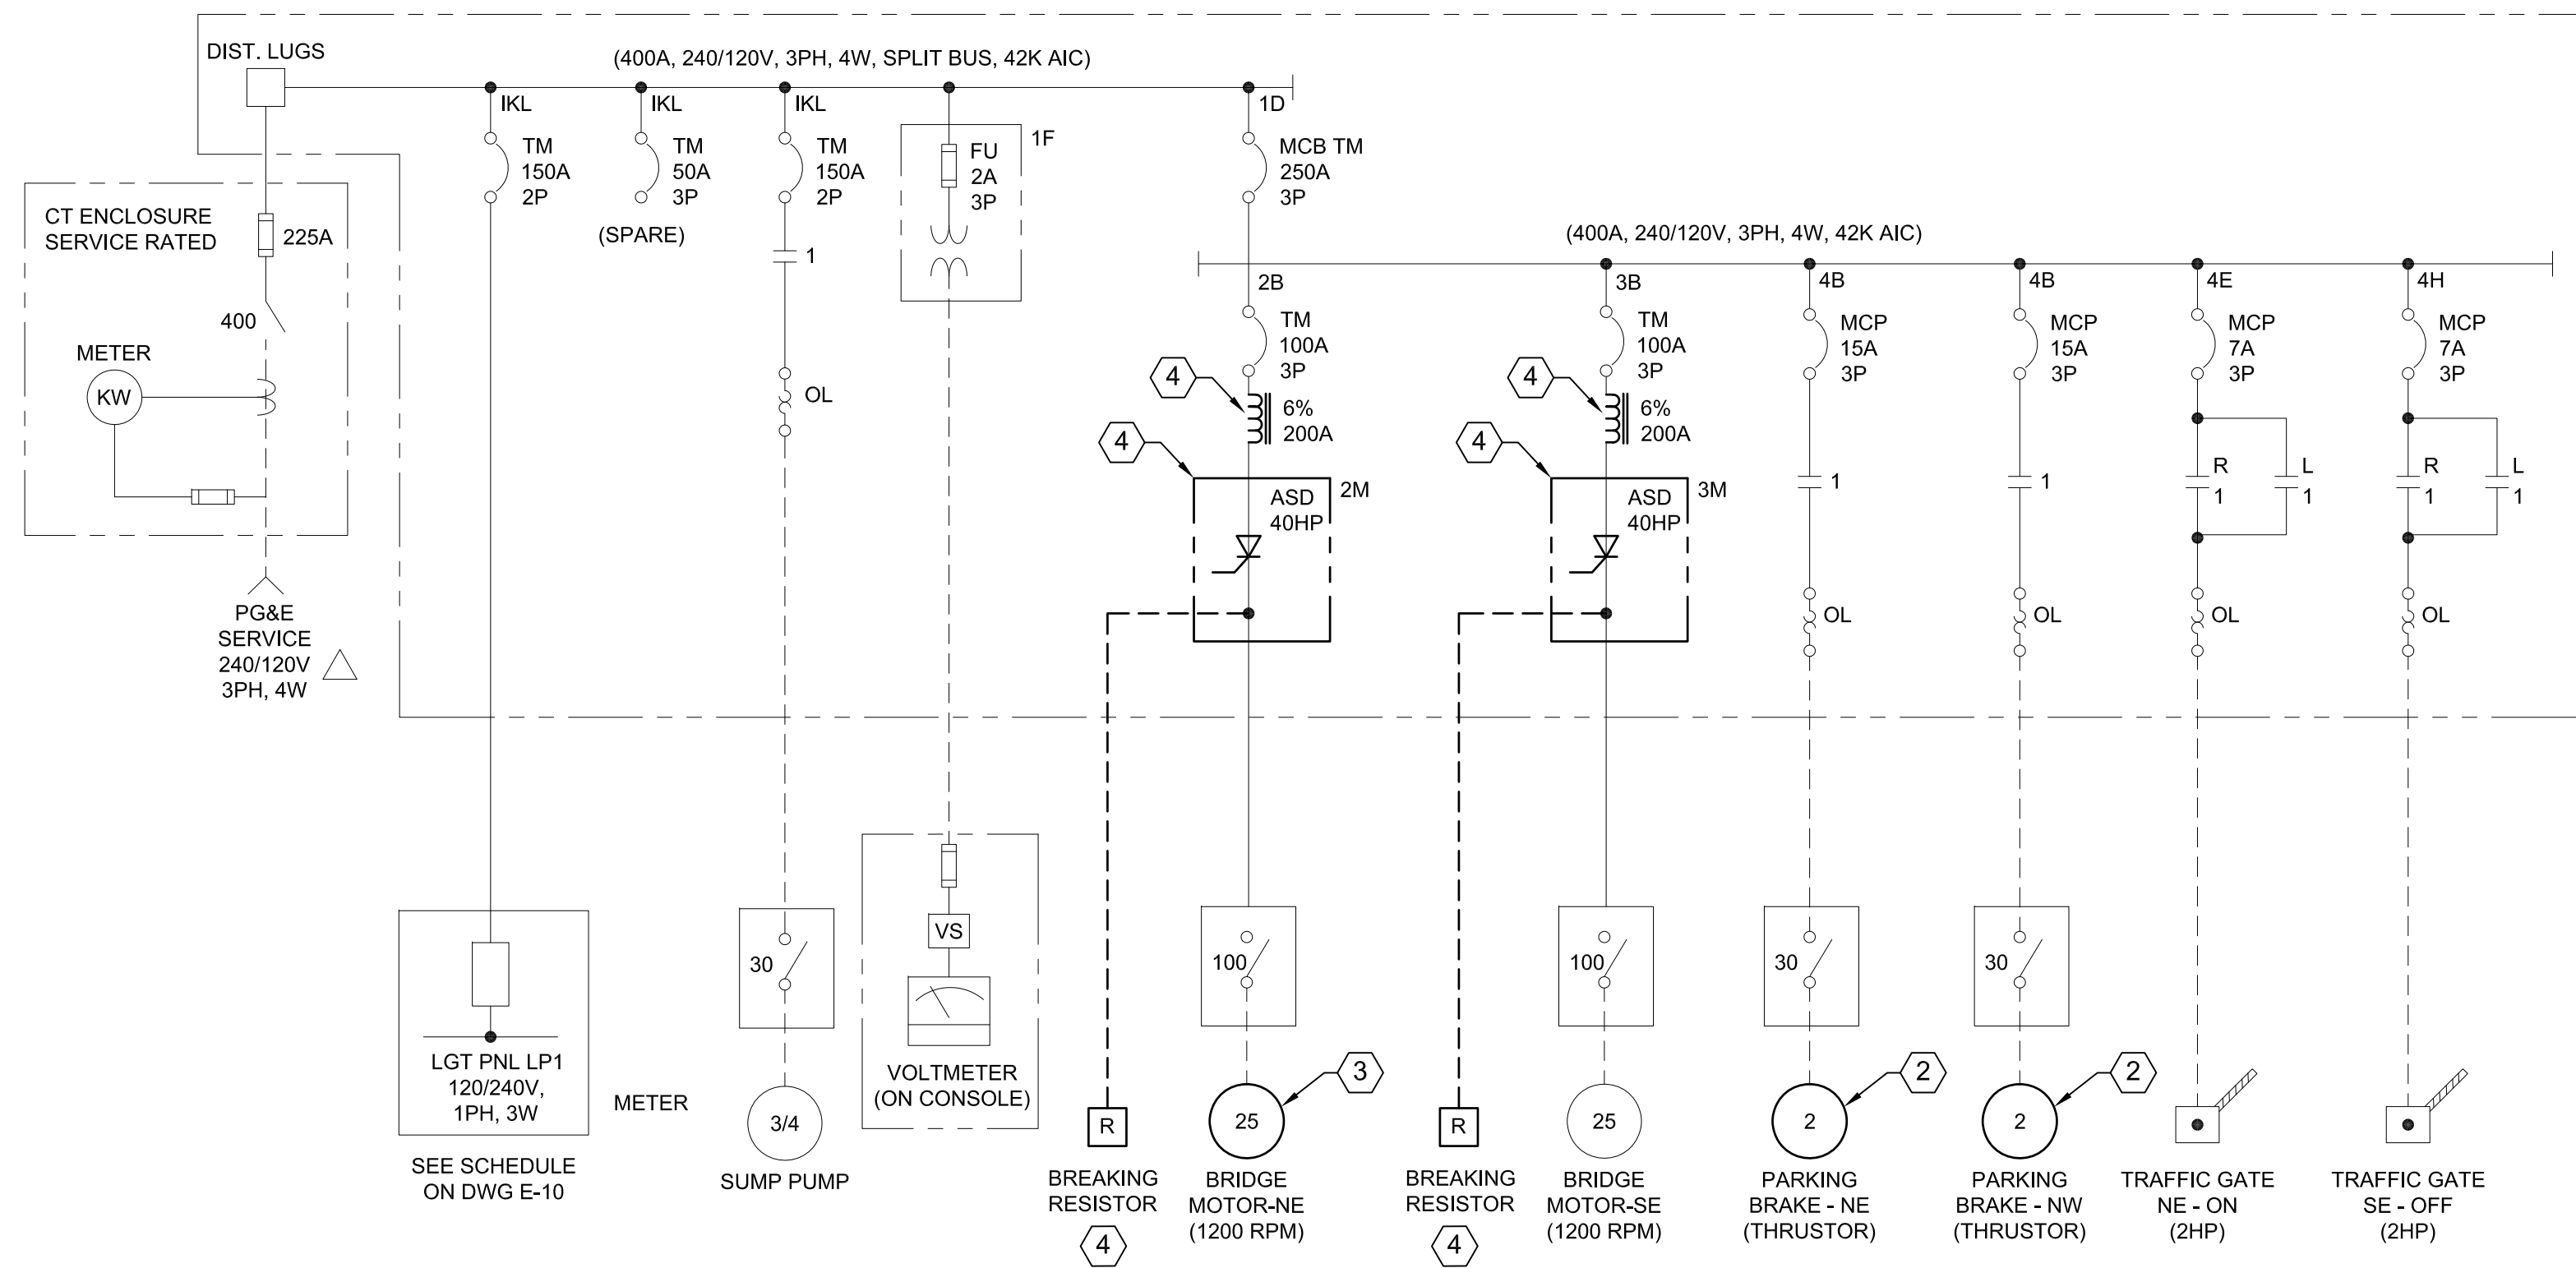 DIST. LUGS
(400A, 240/120V, 3PH, 4W, SPLIT BUS, 42K AIC)
IKL
TM
150A
2P
IKL
TM
50A
3P
(SPARE)
IKL
TM
150A
2P
1
OL
1F
FU
2A
3P
1D
MCB TM
250A
3P
CT ENCLOSURE
SERVICE RATED
225A
400
METER
KW
PG&E
SERVICE
240/120V
3PH, 4W
(400A, 240/120V, 3PH, 4W, 42K AIC)
2B
TM
100A
3P
4
6%
200A
4
ASD
40HP
2M
3B
TM
100A
3P
4
6%
200A
4
ASD
40HP
3M
4B
MCP
15A
3P
1
OL
4B
MCP
15A
3P
1
OL
4E
MCP
7A
3P
R
1
L
1
OL
4H
MCP
7A
3P
R
1
L
1
OL
LGT PNL LP1
120/240V,
1PH, 3W
SEE SCHEDULE
ON DWG E-10
METER
30
3/4
SUMP PUMP
VS
VOLTMETER
(ON CONSOLE)
R
BREAKING
RESISTOR
4
100
3
25
BRIDGE
MOTOR-NE
(1200 RPM)
R
BREAKING
RESISTOR
4
100
25
BRIDGE
MOTOR-SE
(1200 RPM)
30
2
2
PARKING
BRAKE - NE
(THRUSTOR)
30
2
2
PARKING
BRAKE - NW
(THRUSTOR)
TRAFFIC GATE
NE - ON
(2HP)
TRAFFIC GATE
SE - OFF
(2HP)